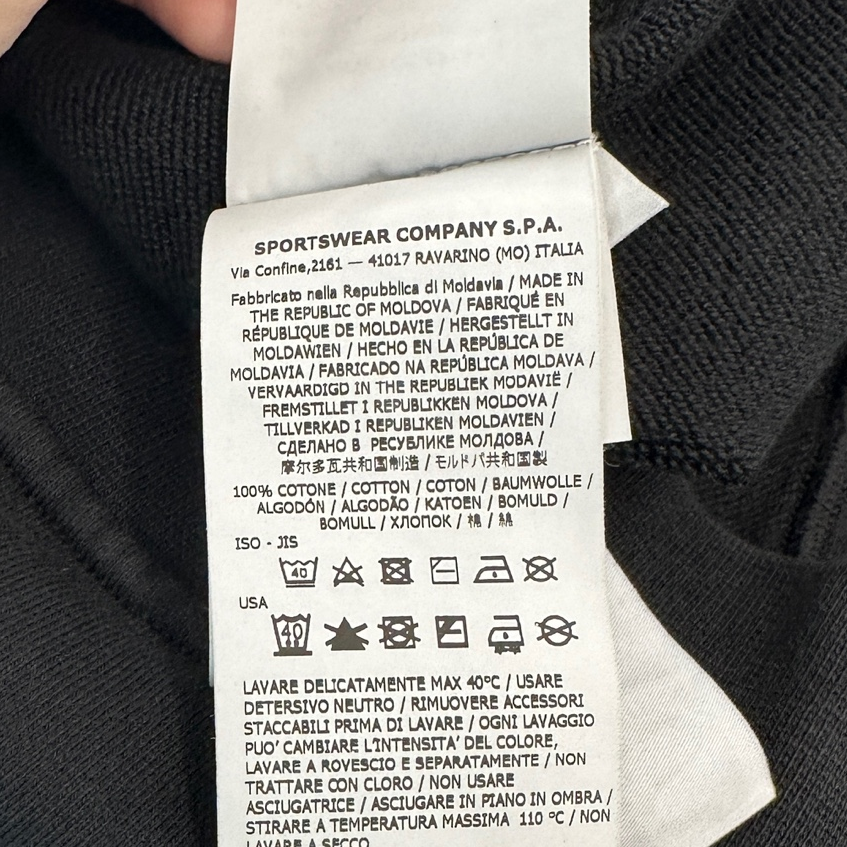 SPORTSWEAR COMPANY S.P.A.
Via Confine,2161 — 41017 RAVARINO (MO) ITALIA
Fabbricato nella Repubblica di Moldavia / MADE IN
THE REPUBLIC OF MOLDOVA / FABRIQUÉ EN
RÉPUBLIQUE DE MOLDAVIE / HERGESTELLT IN
MOLDAWIEN / HECHO EN LA REPÚBLICA DE
MOLDAVIA / FABRICADO NA REPÚBLICA MOLDAVA /
VERVAARDIGD IN THE REPUBLIEK MODAVIË /
FREMSTILLET I REPUBLIKKEN MOLDOVA /
TILLVERKAD I REPUBLIKEN MOLDAVIEN /
СДЕЛАНО В РЕСУБЛИКЕ МОЛДОВА /
摩尔多瓦共和国制造 / モルドバ共和国製
100% COTONE / COTTON / COTON / BAUMWOLLE /
ALGODÓN / ALGODÃO / KATOEN / BOMULD /
BOMULL / ХЛОПОК / 棉 / 綿
ISO - JIS
40
USA
40
LAVARE DELICATAMENTE MAX 40°C / USARE
DETERSIVO NEUTRO / RIMUOVERE ACCESSORI
STACCABILI PRIMA DI LAVARE / OGNI LAVAGGIO
PUO' CAMBIARE L'INTENSITA' DEL COLORE,
LAVARE A ROVESCIO E SEPARATAMENTE / NON
TRATTARE CON CLORO / NON USARE
ASCIUGATRICE / ASCIUGARE IN PIANO IN OMBRA /
STIRARE A TEMPERATURA MASSIMA 110 °C / NON
LAVARE A SECCO